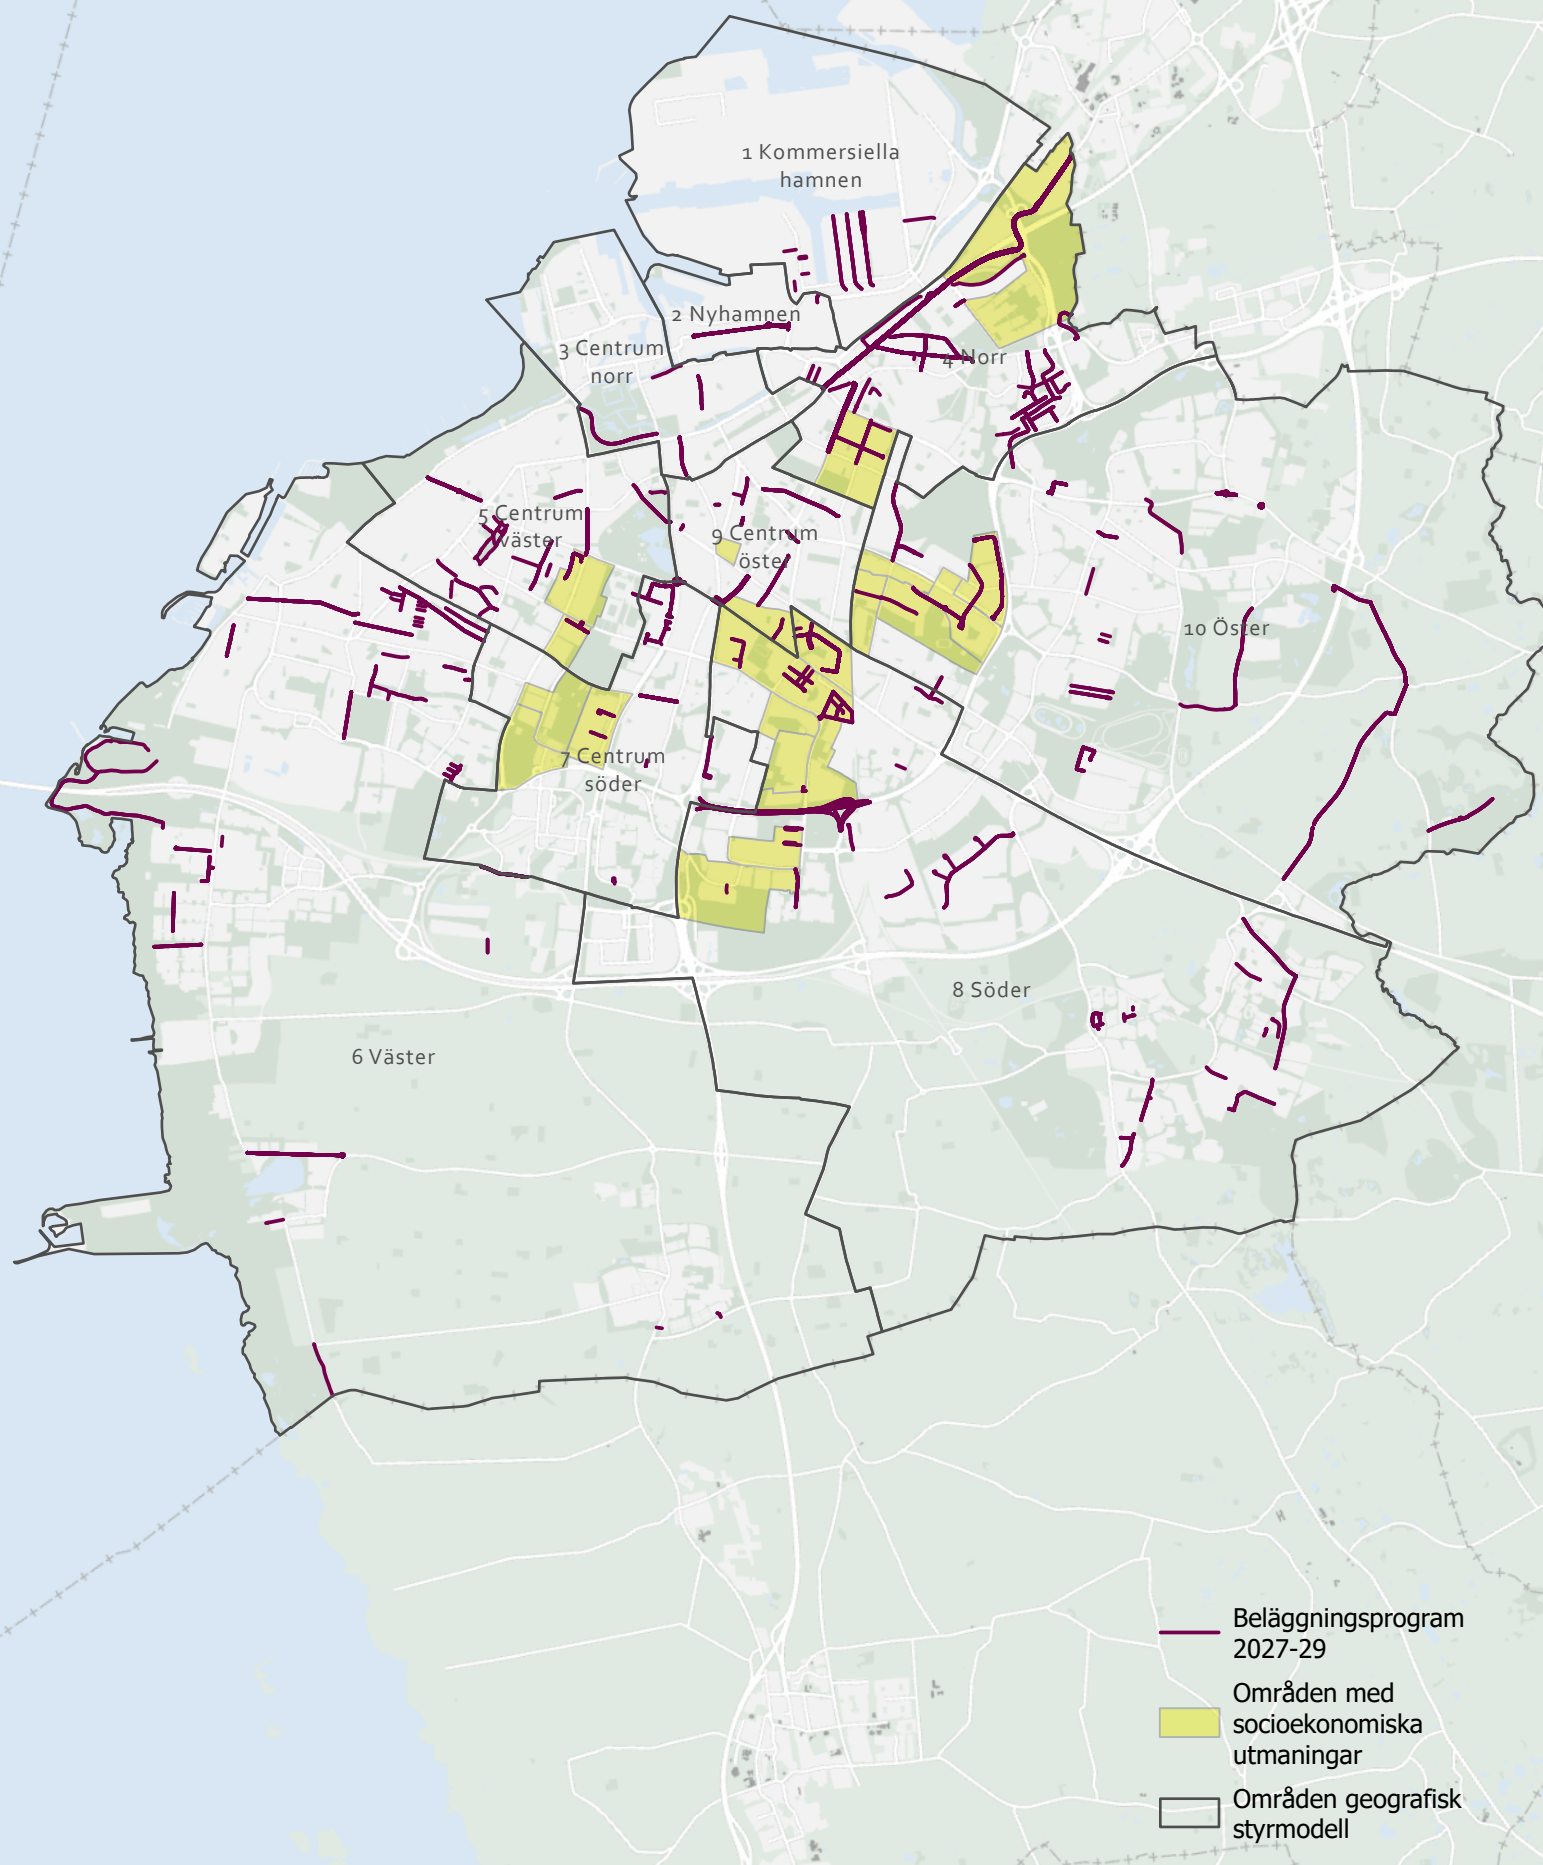 1 Kommersiella
hamnen
2 Nyhamnen
3 Centrum
norr
4 Norr
5 Centrum
väster
9 Centrum
öster
10 Öster
7 Centrum
söder
8 Söder
6 Väster
Beläggningsprogram
2027-29
Områden med
socioekonomiska
utmaningar
Områden geografisk
styrmodell